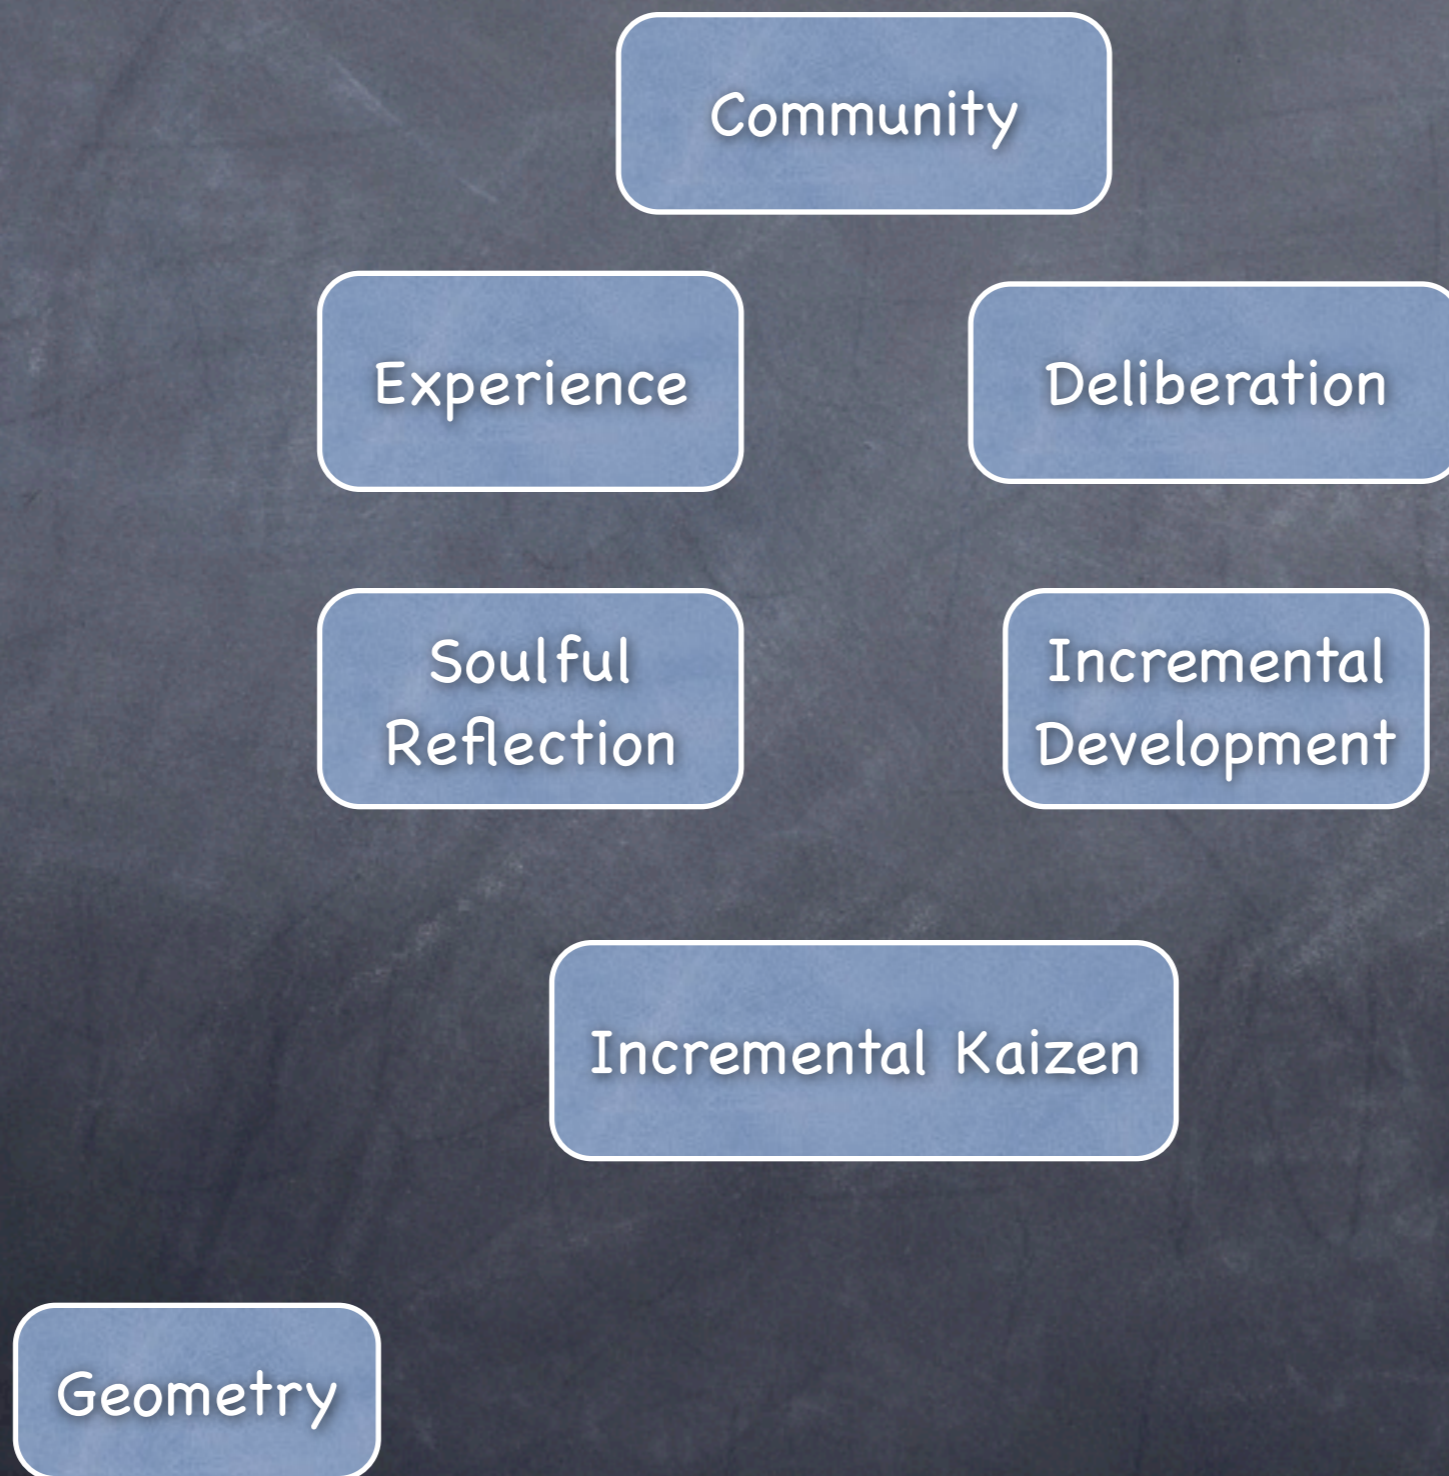 Community
Experience
Deliberation
Soulful
Reflection
Incremental
Development
Incremental Kaizen
Geometry